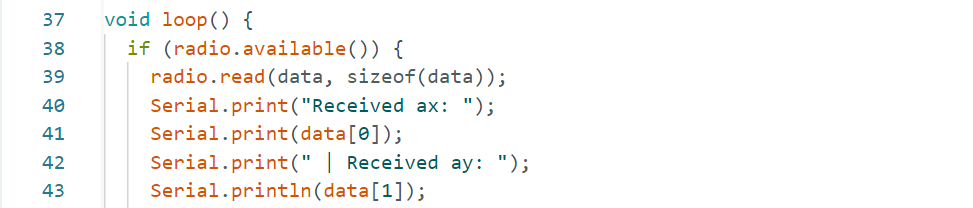 37 void loop() {
38 if (radio.available()) {
39 radio.read(data, sizeof(data));
40 Serial.print("Received ax: ");
41 Serial.print(data[0]);
42 Serial.print(" | Received ay: ");
43 Serial.println(data[1]);